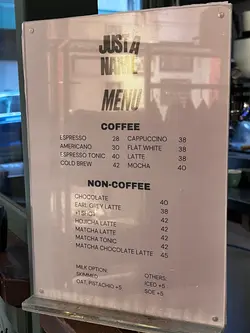 JUST A
NAME
MENU
COFFEE
ESPRESSO 28 CAPPUCCINO 38
AMERICANO 30 FLAT WHITE 38
ESPRESSO TONIC 40 LATTE 38
COLD BREW 42 MOCHA 40
NON-COFFEE
CHOCOLATE 40
EARL GREY LATTE 38
42
HOJICHA LATTE 42
MATCHA LATTE 42
MATCHA TONIC 42
MATCHA CHOCOLATE LATTE 45
MILK OPTION: OTHERS:
SKIMMED ICED +5
OAT, PISTACHIO +5 SOE +5